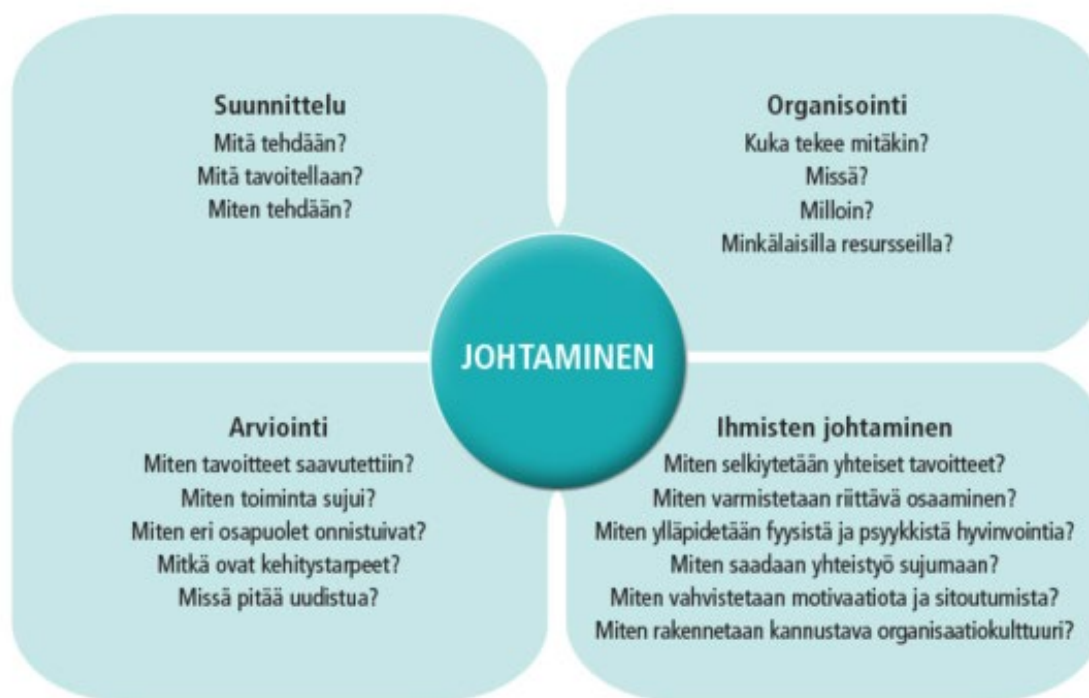 Suunnittelu
Mitä tehdään?
Mitä tavoitellaan?
Miten tehdään?
Organisointi
Kuka tekee mitäkin?
Missä?
Milloin?
Minkälaisilla resursseilla?
JOHTAMINEN
Arviointi
Miten tavoitteet saavutettiin?
Miten toiminta sujui?
Miten eri osapuolet onnistuivat?
Mitkä ovat kehitystarpeet?
Missä pitää uudistua?
Ihmisten johtaminen
Miten selkiytetään yhteiset tavoitteet?
Miten varmistetaan riittävä osaaminen?
Miten ylläpidetään fyysistä ja psyykkistä hyvinvointia?
Miten saadaan yhteistyö sujumaan?
Miten vahvistetaan motivaatiota ja sitoutumista?
Miten rakennetaan kannustava organisaatiokulttuuri?